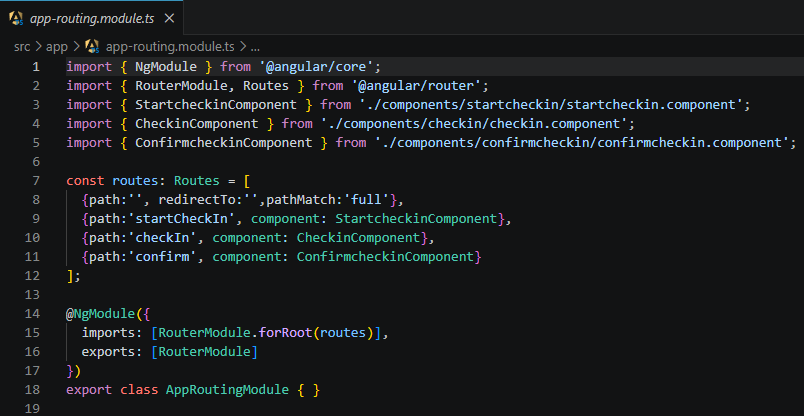 app-routing.module.ts ×
src > app > app-routing.module.ts > ...
1 import { NgModule } from '@angular/core';
2 import { RouterModule, Routes } from '@angular/router';
3 import { StartcheckinComponent } from './components/startcheckin/startcheckin.component';
4 import { CheckinComponent } from './components/checkin/checkin.component';
5 import { ConfirmcheckinComponent } from './components/confirmcheckin/confirmcheckin.component';
6
7 const routes: Routes = [
8   {path:'', redirectTo:'',pathMatch:'full'},
9   {path:'startCheckIn', component: StartcheckinComponent},
10   {path:'checkIn', component: CheckinComponent},
11   {path:'confirm', component: ConfirmcheckinComponent}
12 ];
13
14 @NgModule({
15   imports: [RouterModule.forRoot(routes)],
16   exports: [RouterModule]
17 })
18 export class AppRoutingModule { }
19